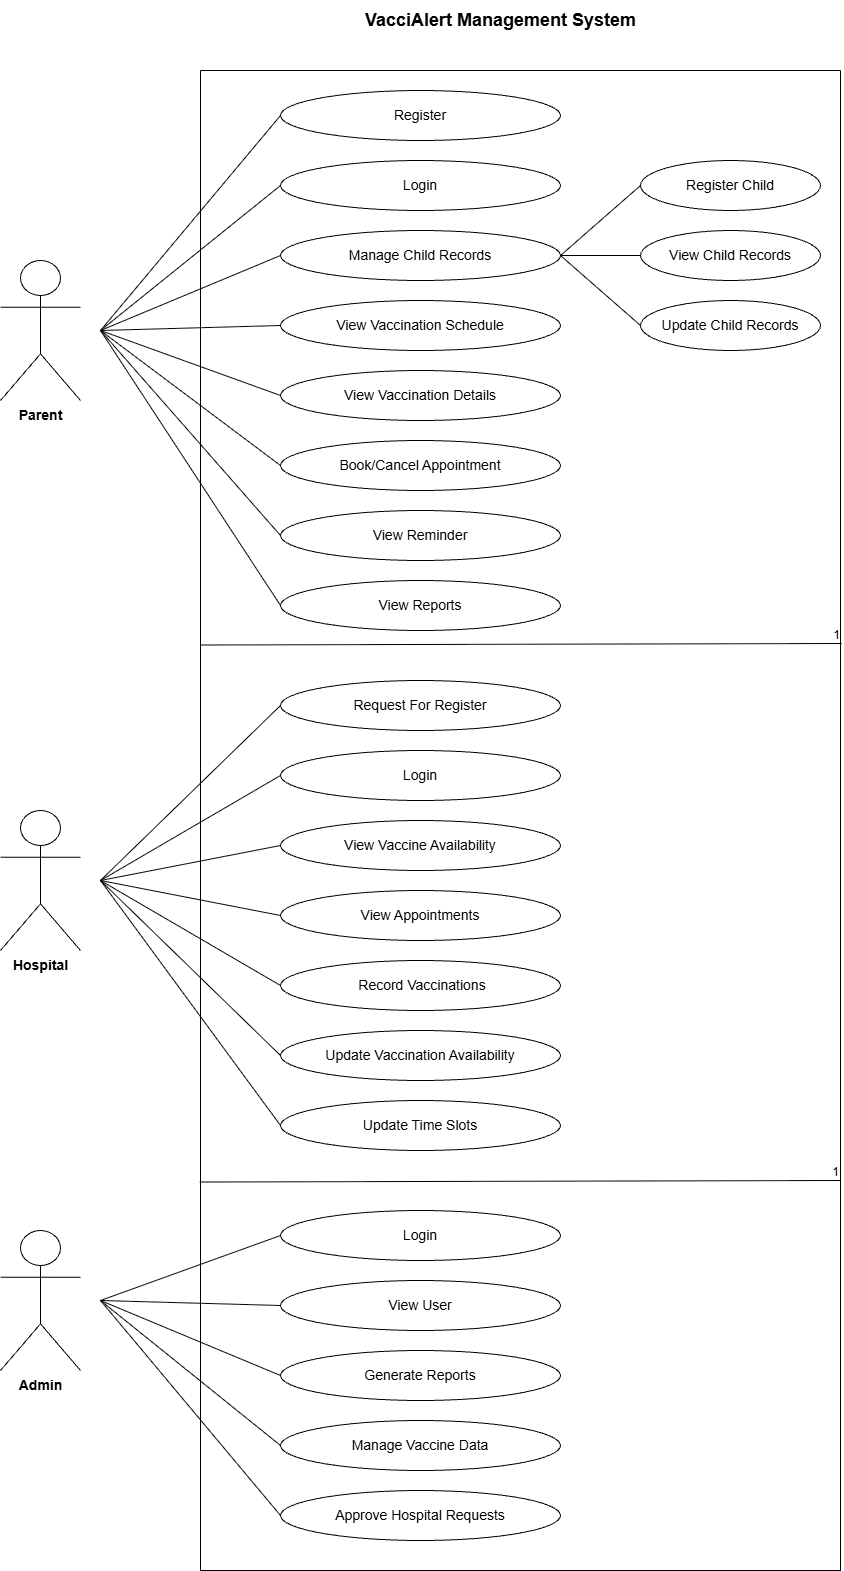 VacciAlert Management System
Register
Login
Register Child
Manage Child Records
View Child Records
View Vaccination Schedule
Update Child Records
View Vaccination Details
Parent
Book/Cancel Appointment
View Reminder
View Reports
1
Request For Register
Login
View Vaccine Availability
View Appointments
Hospital
Record Vaccinations
Update Vaccination Availability
Update Time Slots
1
Login
View User
Generate Reports
Admin
Manage Vaccine Data
Approve Hospital Requests